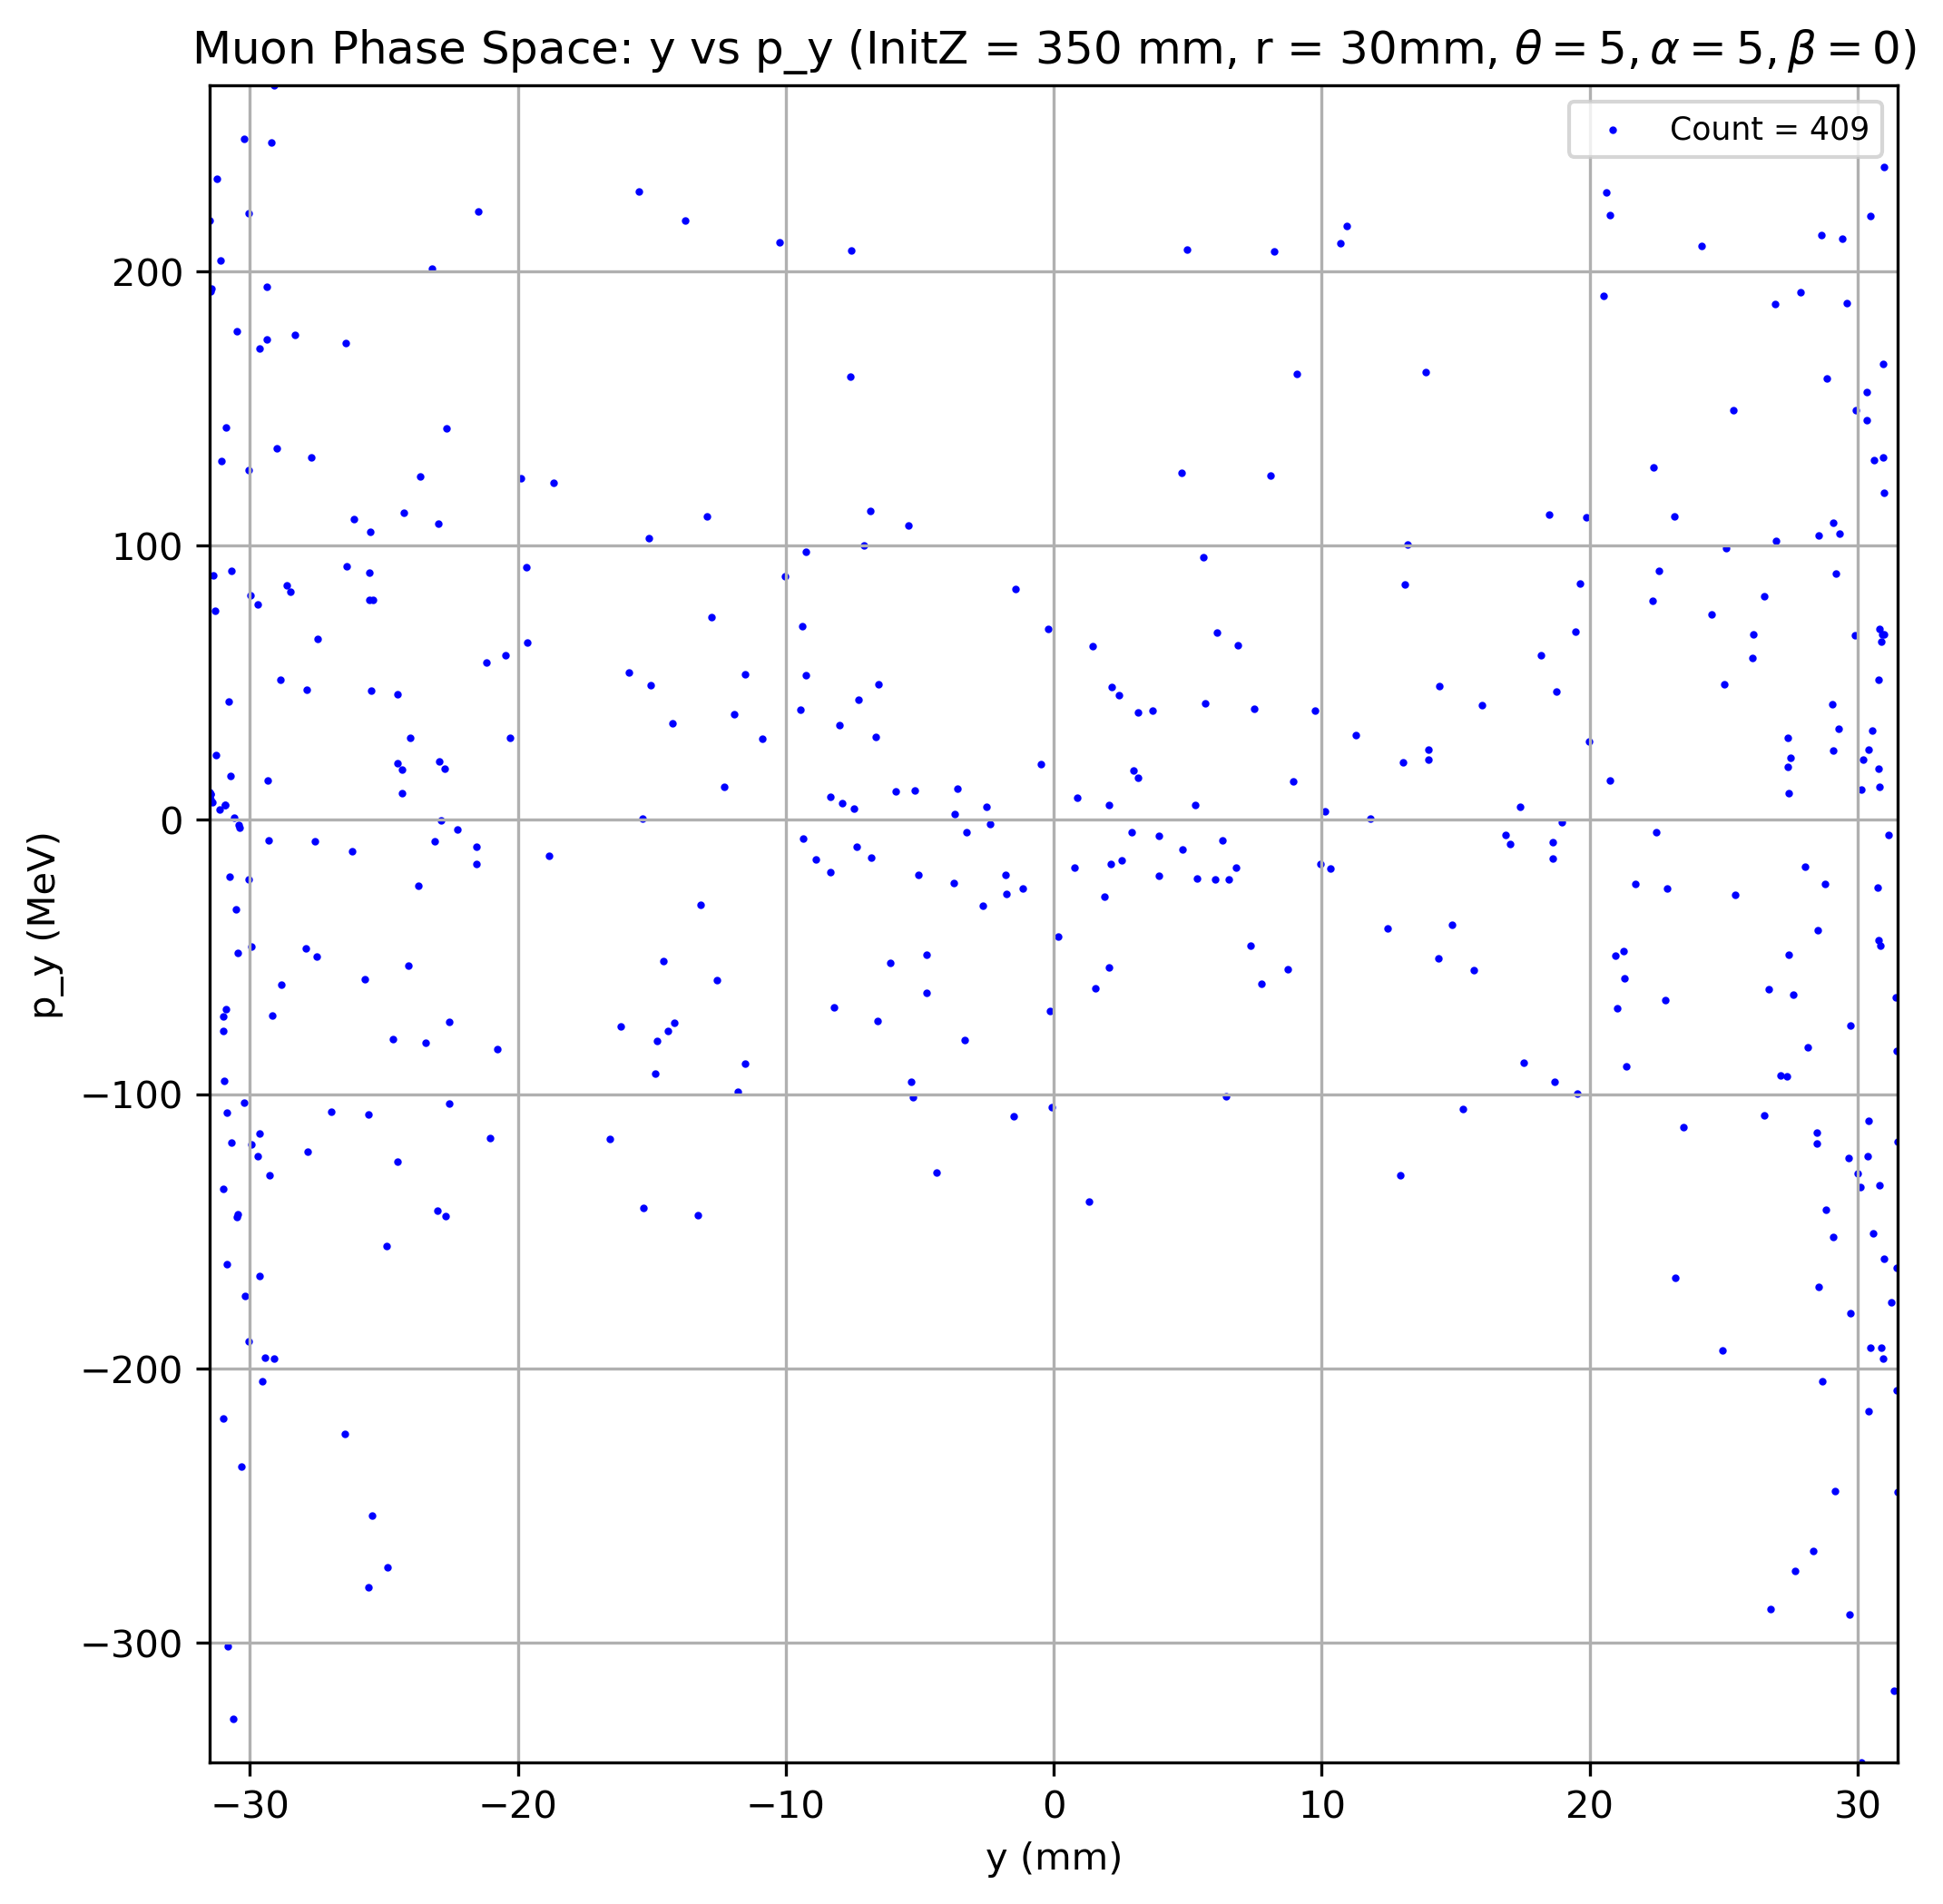 Muon Phase Space: y vs p_y (InitZ = 350 mm, r = 30mm, θ = 5, α = 5, β = 0)
Count = 409
200
100
0
−100
−200
−300
p_y (MeV)
−30 −20 −10 0 10 20 30
y (mm)